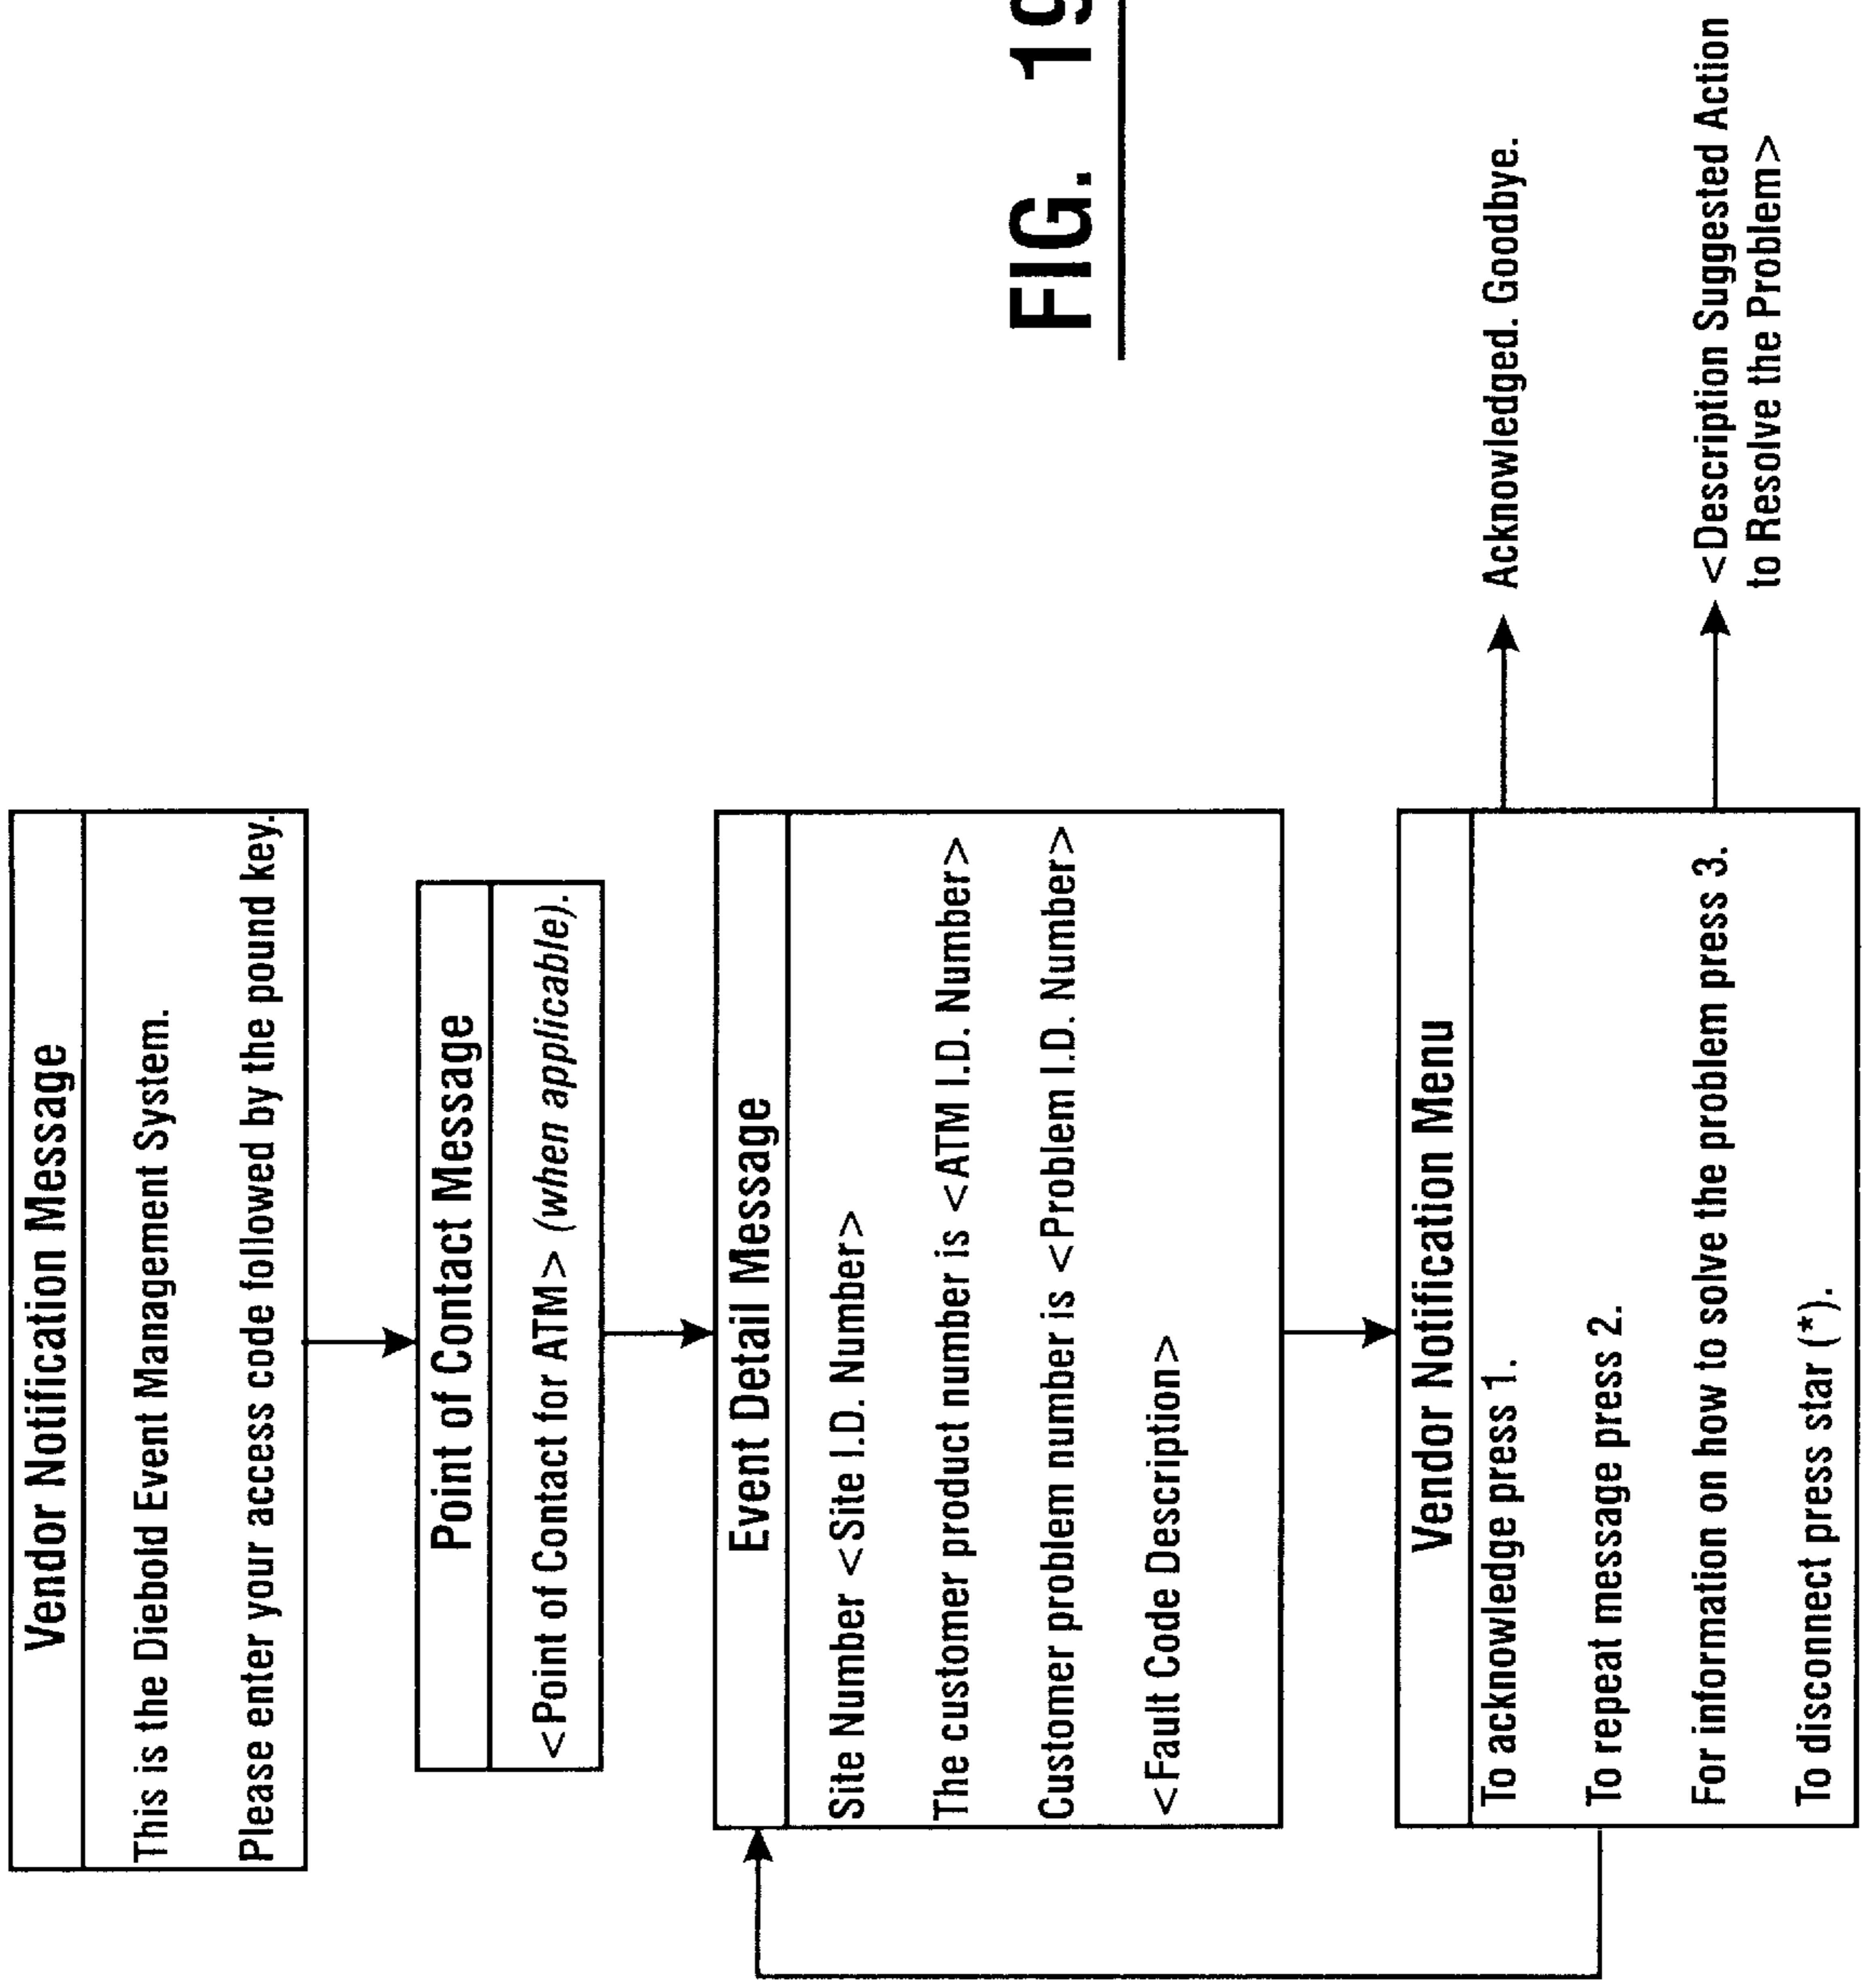 Vendor Notification Message
This is the Diebold Event Management System.
Please enter your access code followed by the pound key.
Point of Contact Message
<Point of Contact for ATM> (when applicable).
Event Detail Message
Site Number <Site I.D. Number>
The customer product number is <ATM I.D. Number>
Customer problem number is <Problem I.D. Number>
<Fault Code Description>
Vendor Notification Menu
To acknowledge press 1.
To repeat message press 2.
For information on how to solve the problem press 3.
To disconnect press star (*).
Acknowledged. Goodbye.
<Description Suggested Action
to Resolve the Problem>
FIG. 19